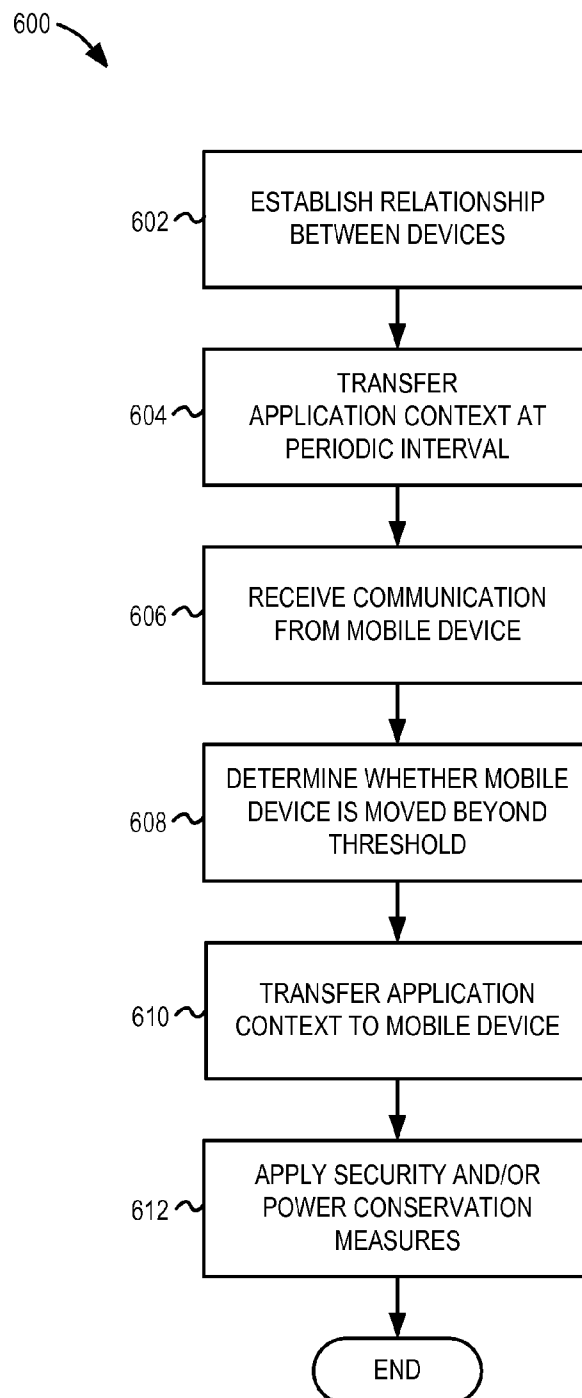 600
602
ESTABLISH RELATIONSHIP
BETWEEN DEVICES
604
TRANSFER
APPLICATION CONTEXT AT
PERIODIC INTERVAL
606
RECEIVE COMMUNICATION
FROM MOBILE DEVICE
608
DETERMINE WHETHER MOBILE
DEVICE IS MOVED BEYOND
THRESHOLD
610
TRANSFER APPLICATION
CONTEXT TO MOBILE DEVICE
612
APPLY SECURITY AND/OR
POWER CONSERVATION
MEASURES
END